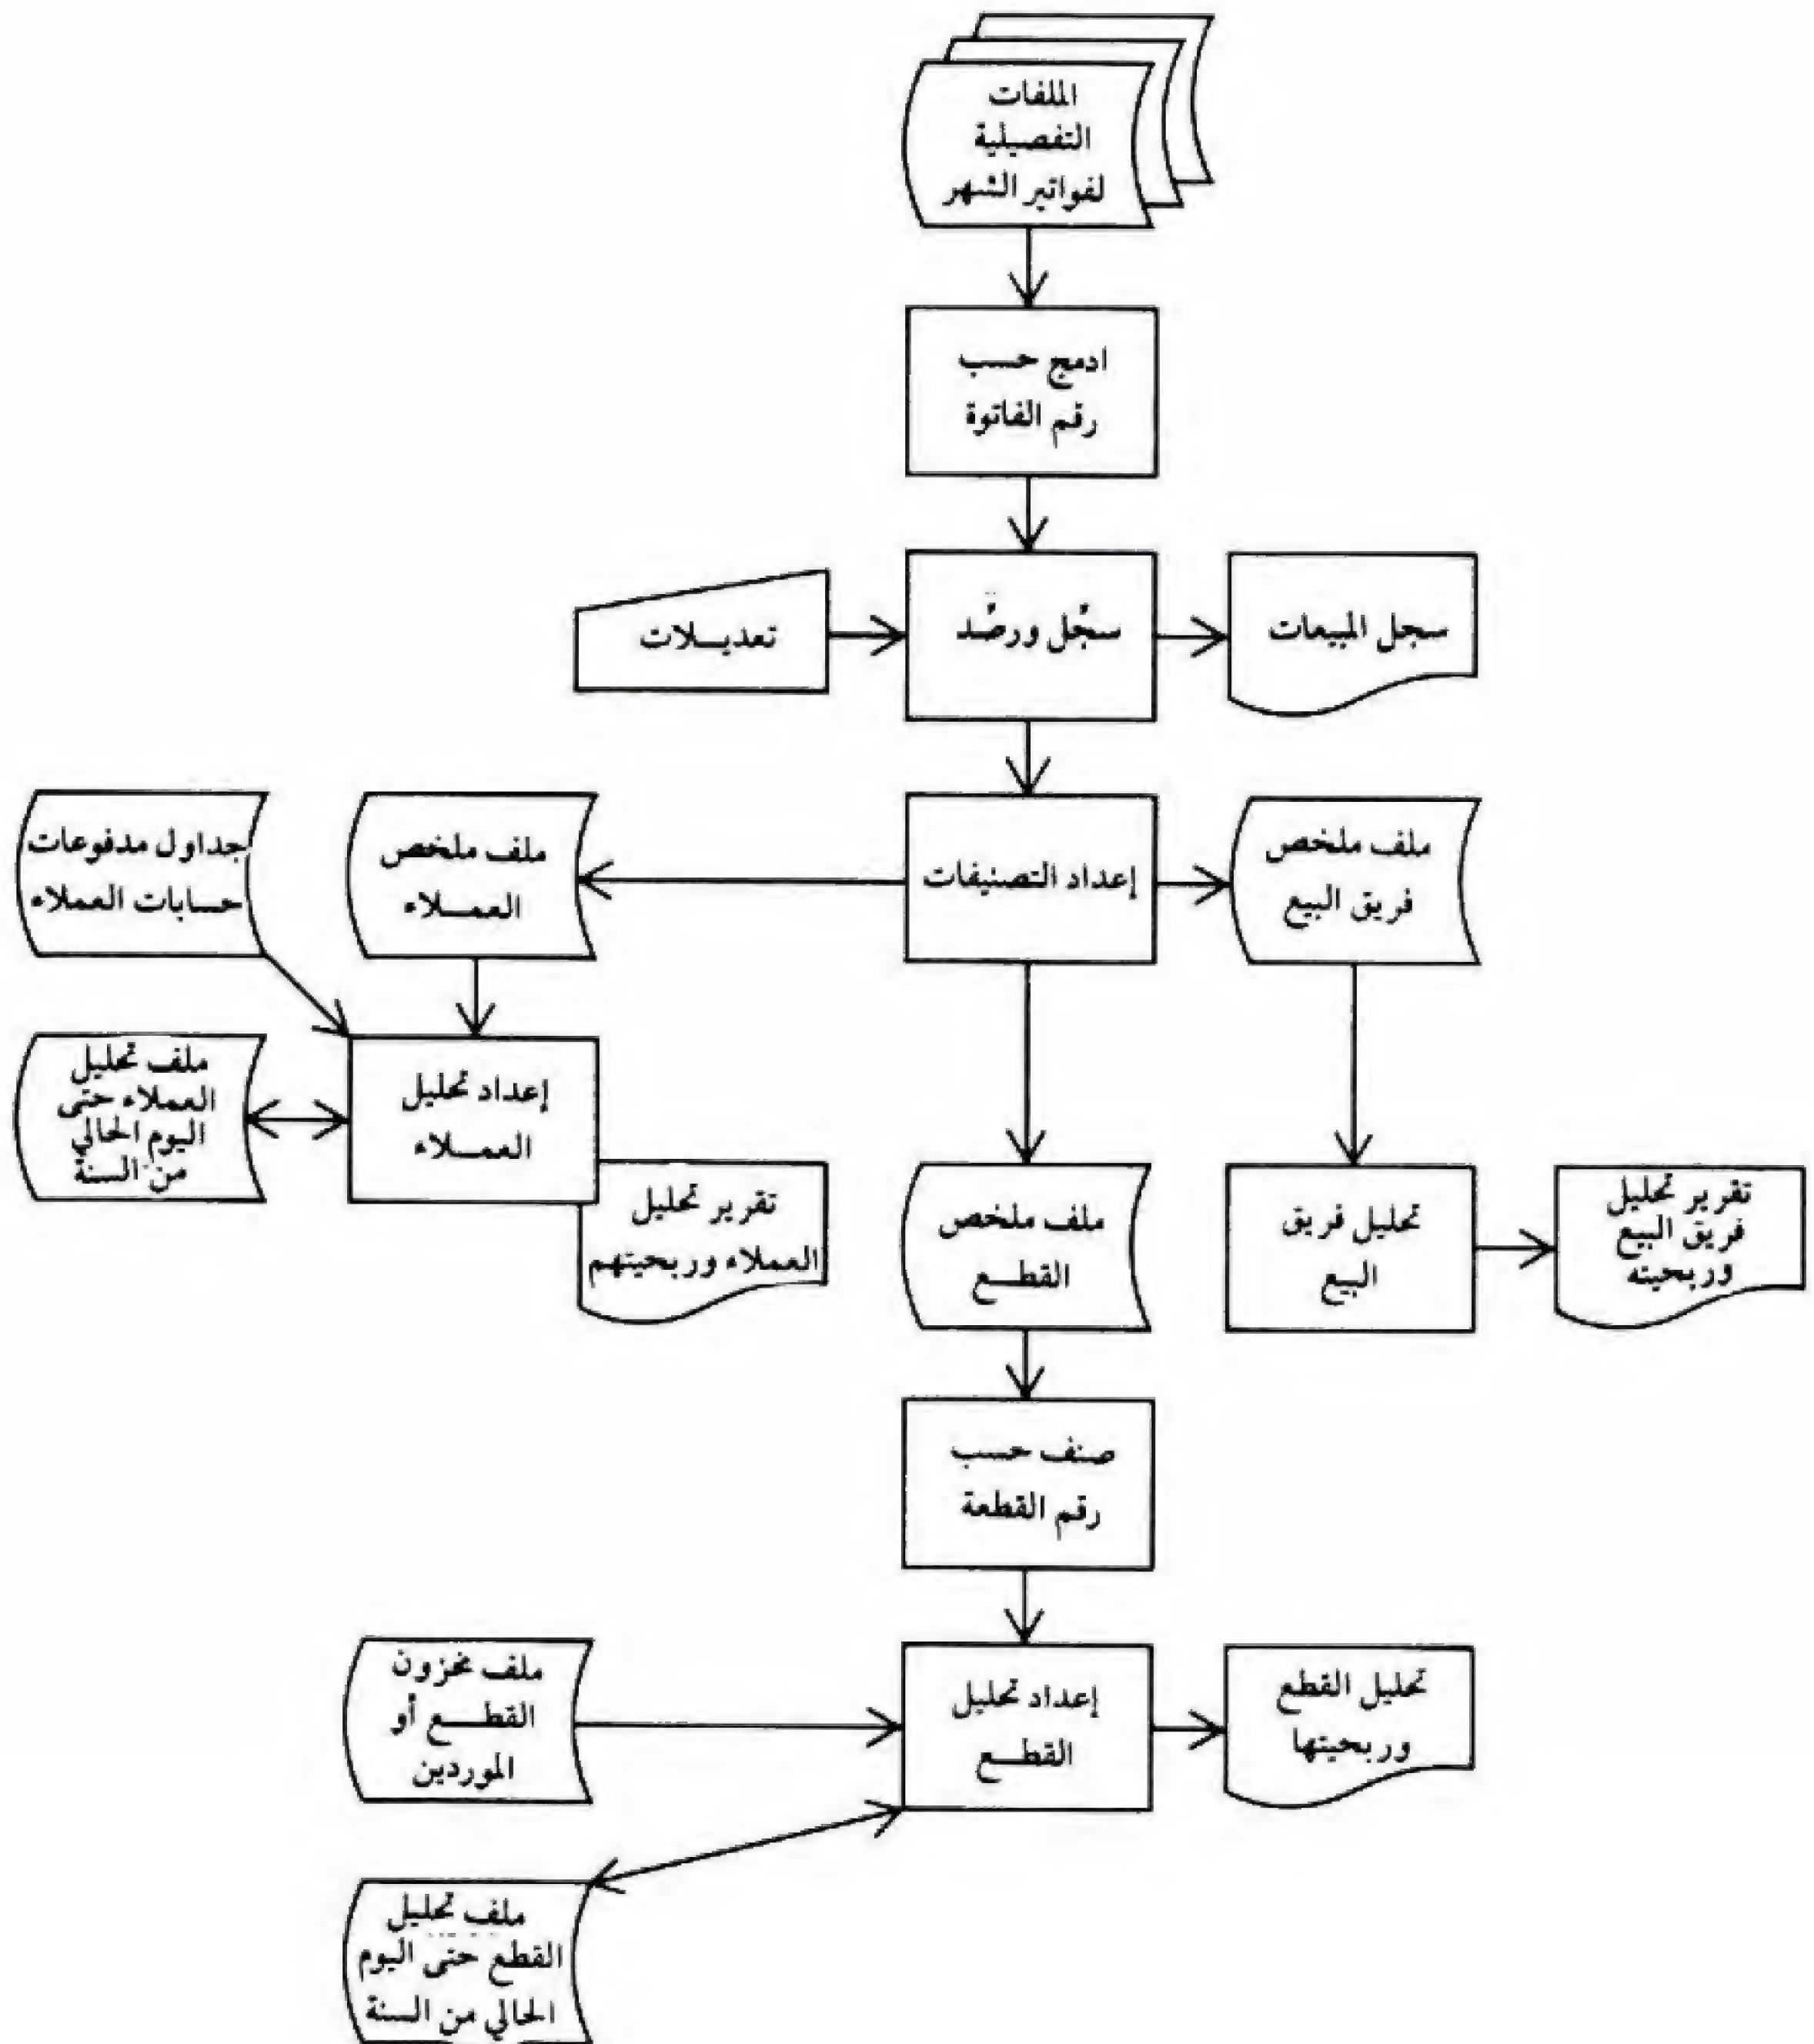 الملفات
التفصيلية
لفواتير الشهر
ادمج حسب
رقم الفاتوة
تعديلات
سجّل ورصّد
سجل المبيعات
ملف ملخص
فريق البيع
إعداد التصنيفات
ملف ملخص
العملاء
جداول مدفوعات
حسابات العملاء
إعداد تحليل
العملاء
ملف تحليل
العملاء حتى
اليوم الحالي
من السنة
تقرير تحليل
العملاء وربحيتهم
ملف ملخص
القطع
تحليل فريق
البيع
تقرير تحليل
فريق البيع
وربحيته
صنف حسب
رقم القطعة
ملف مخزون
القطع أو
الموردين
إعداد تحليل
القطع
تحليل القطع
وربحيتها
ملف تحليل
القطع حتى اليوم
الحالي من السنة